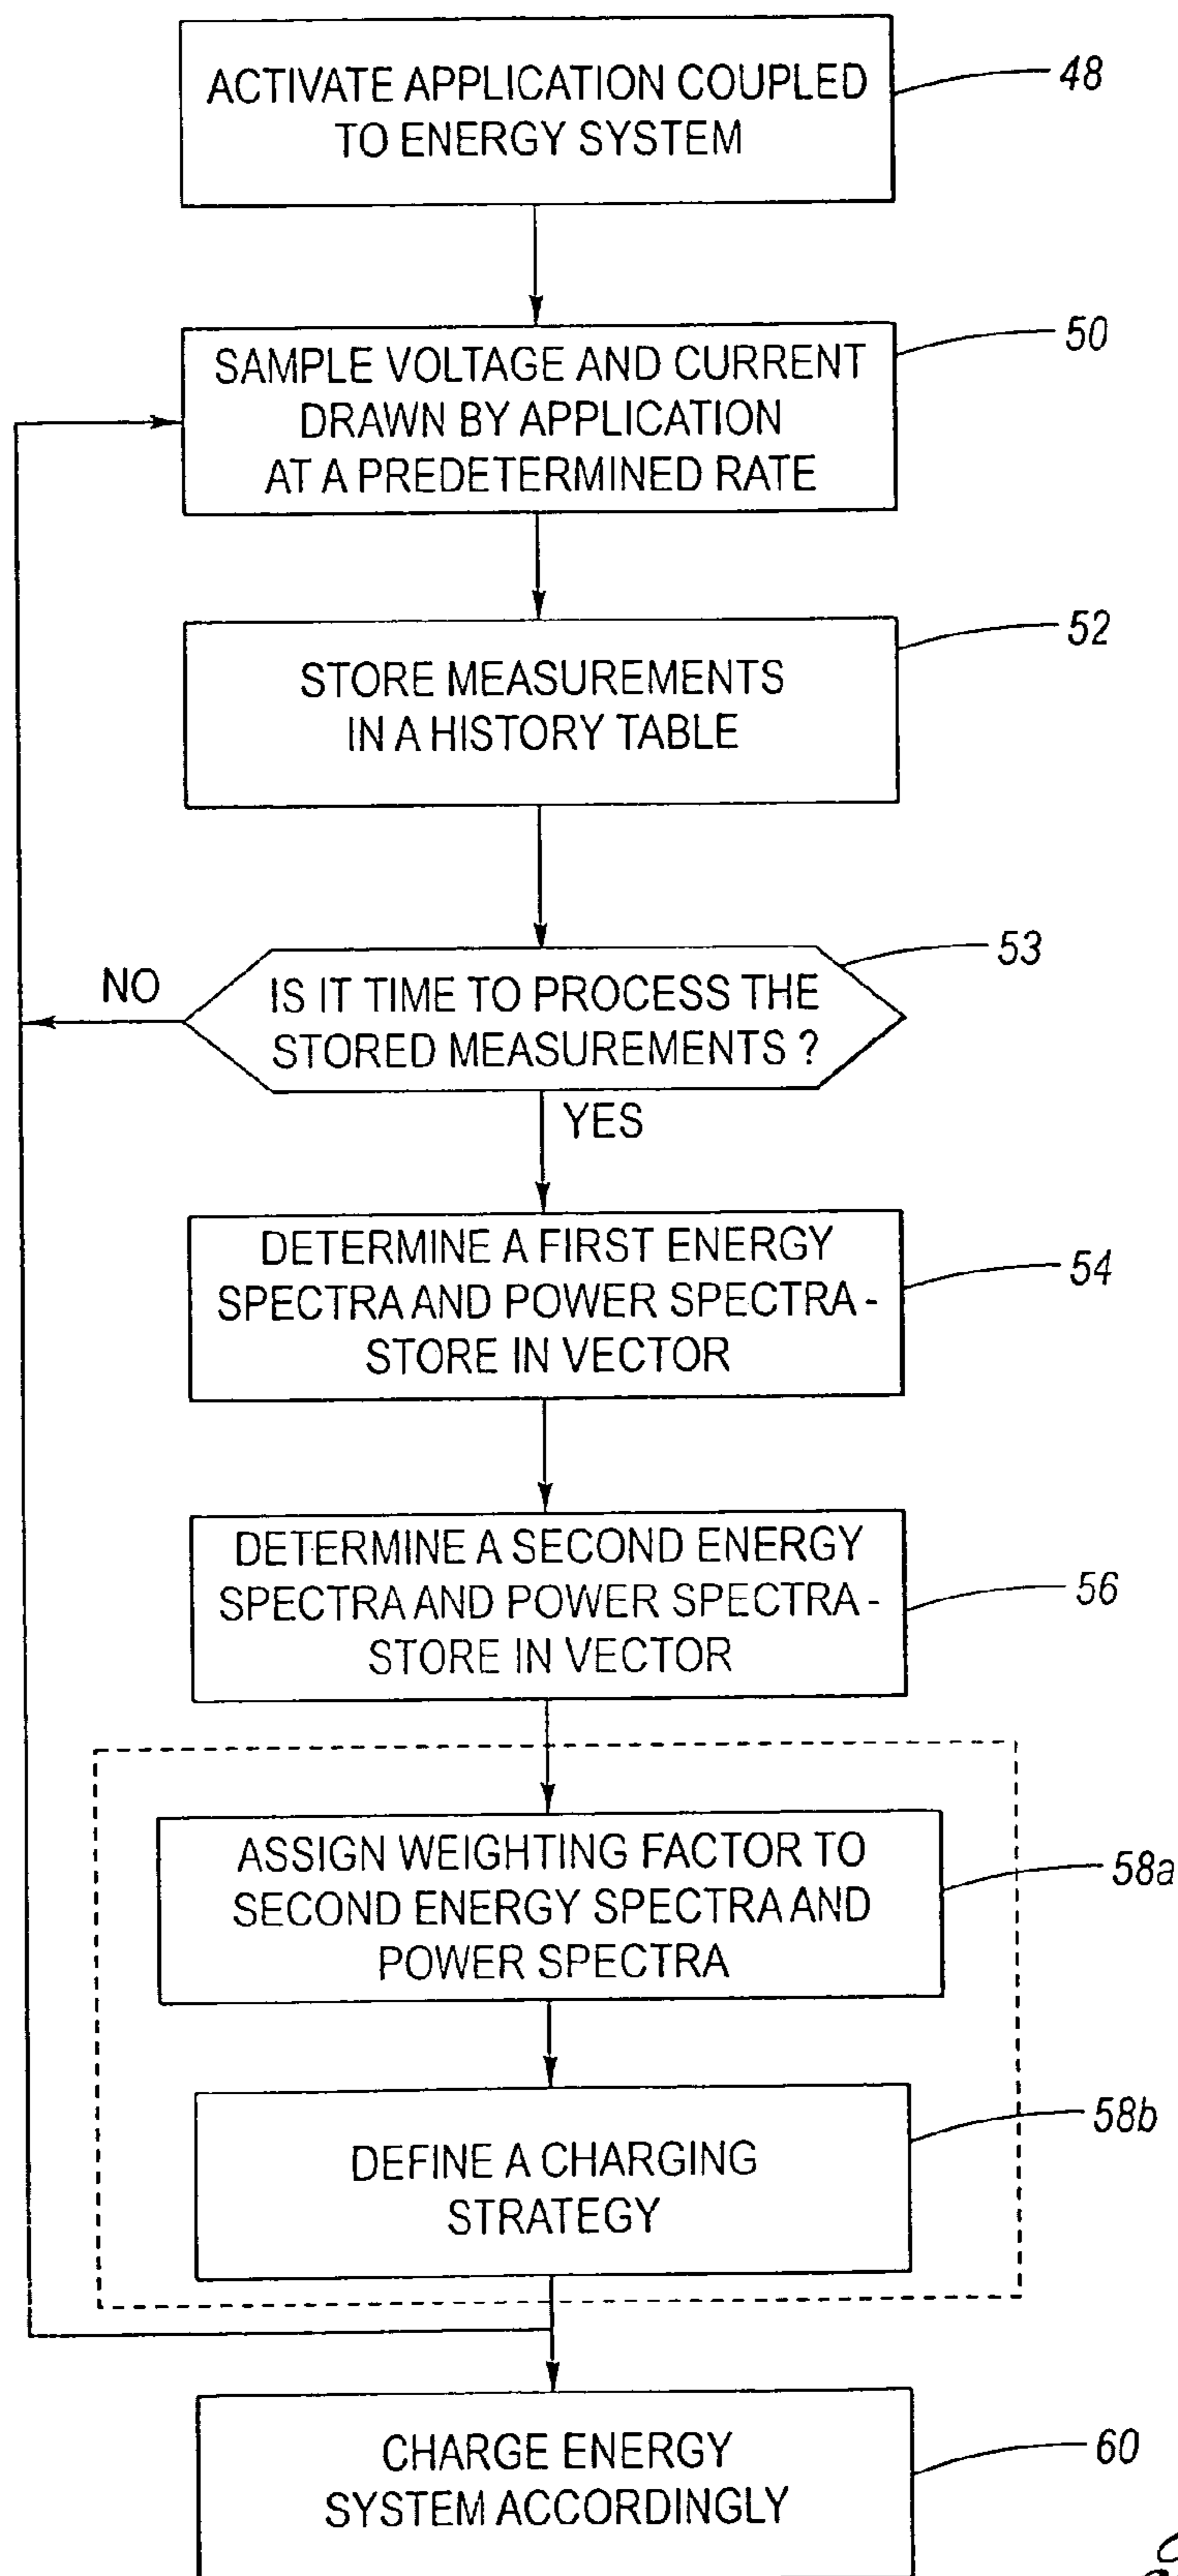 ACTIVATE APPLICATION COUPLED
TO ENERGY SYSTEM
48
SAMPLE VOLTAGE AND CURRENT
DRAWN BY APPLICATION
AT A PREDETERMINED RATE
50
STORE MEASUREMENTS
IN A HISTORY TABLE
52
IS IT TIME TO PROCESS THE
STORED MEASUREMENTS ?
53
NO
YES
DETERMINE A FIRST ENERGY
SPECTRA AND POWER SPECTRA -
STORE IN VECTOR
54
DETERMINE A SECOND ENERGY
SPECTRA AND POWER SPECTRA -
STORE IN VECTOR
56
ASSIGN WEIGHTING FACTOR TO
SECOND ENERGY SPECTRA AND
POWER SPECTRA
58a
DEFINE A CHARGING
STRATEGY
58b
CHARGE ENERGY
SYSTEM ACCORDINGLY
60